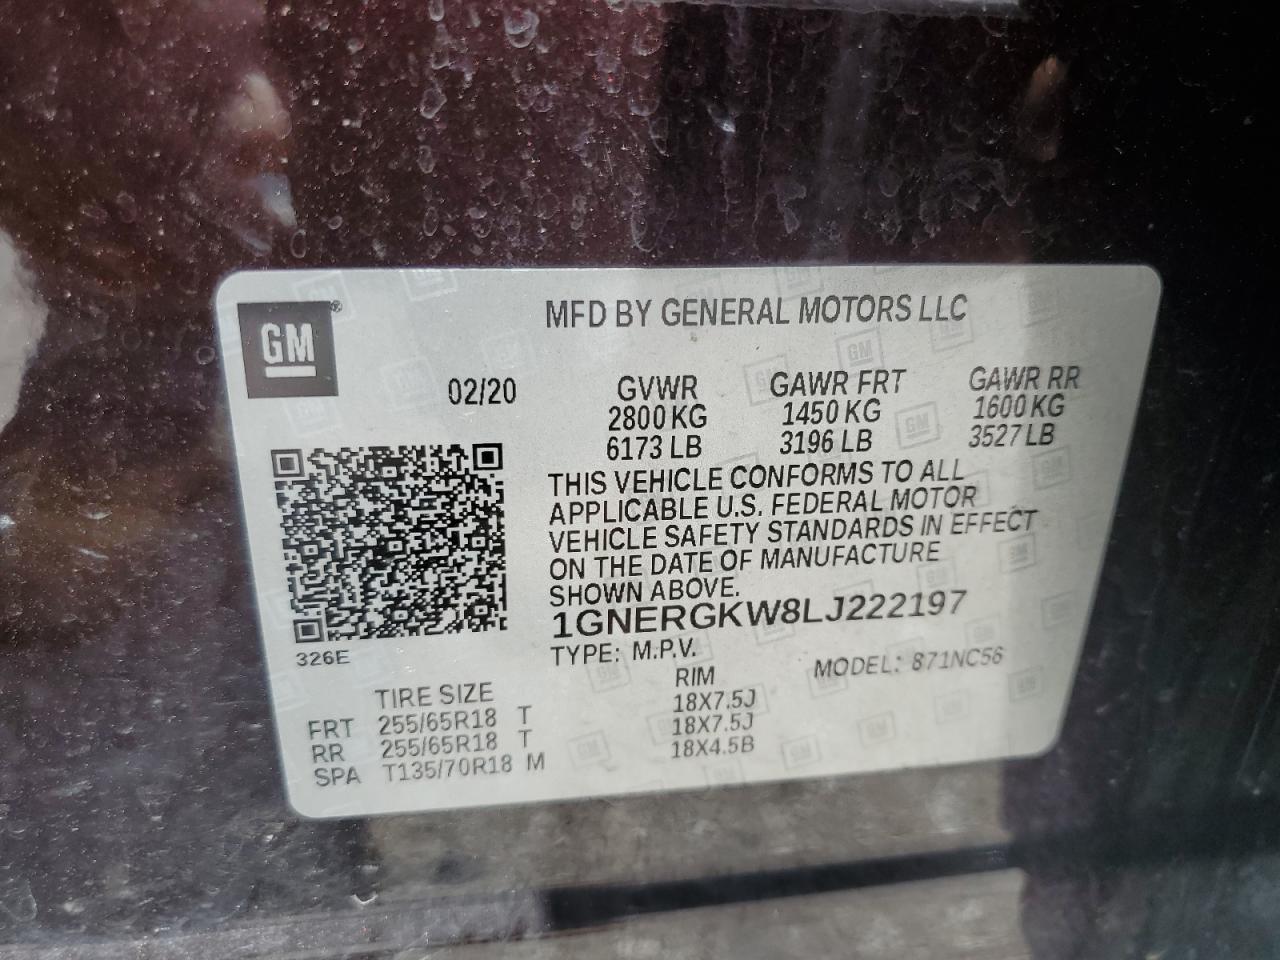 GM®
MFD BY GENERAL MOTORS LLC
02/20
GVWR GAWR FRT GAWR RR
2800 KG 1450 KG 1600 KG
6173 LB 3196 LB 3527 LB
THIS VEHICLE CONFORMS TO ALL
APPLICABLE U.S. FEDERAL MOTOR
VEHICLE SAFETY STANDARDS IN EFFECT
ON THE DATE OF MANUFACTURE
SHOWN ABOVE.
1GNERGKW8LJ222197
326E
TYPE: M.P.V. MODEL: 871NC56
TIRE SIZE RIM
FRT 255/65R18 T 18X7.5J
RR 255/65R18 T 18X7.5J
SPA T135/70R18 M 18X4.5B